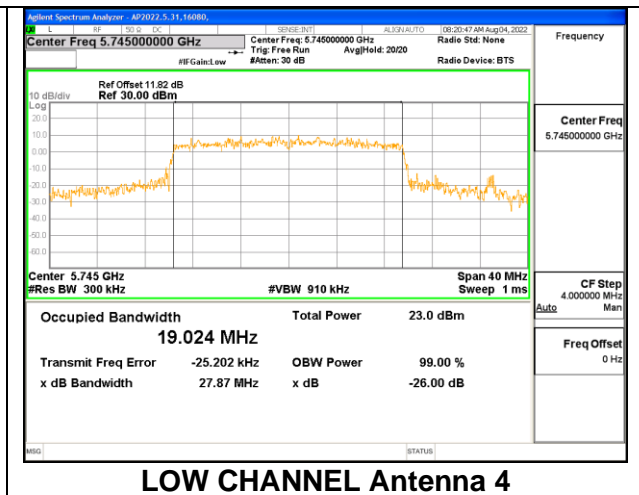 Agilent Spectrum Analyzer - AP2022.5.31,16080,
L RF 50 Ω DC SENSE:INT ALIGN AUTO 08:20:47 AM Aug 04, 2022
Center Freq 5.745000000 GHz
Center Freq: 5.745000000 GHz
Radio Std: None
Trig: Free Run Avg|Hold: 20/20
#IFGain:Low #Atten: 30 dB Radio Device: BTS
Frequency
Ref Offset 11.82 dB
10 dB/div Ref 30.00 dBm
Log
20.0
10.0
0.00
-10.0
-20.0
-30.0
-40.0
-50.0
-60.0
Center 5.745 GHz Span 40 MHz
#Res BW 300 kHz #VBW 910 kHz Sweep 1 ms
Center Freq
5.745000000 GHz
CF Step
4.000000 MHz
Auto Man
Freq Offset
0 Hz
Occupied Bandwidth Total Power 23.0 dBm
19.024 MHz
Transmit Freq Error -25.202 kHz OBW Power 99.00 %
x dB Bandwidth 27.87 MHz x dB -26.00 dB
MSG STATUS
LOW CHANNEL Antenna 4